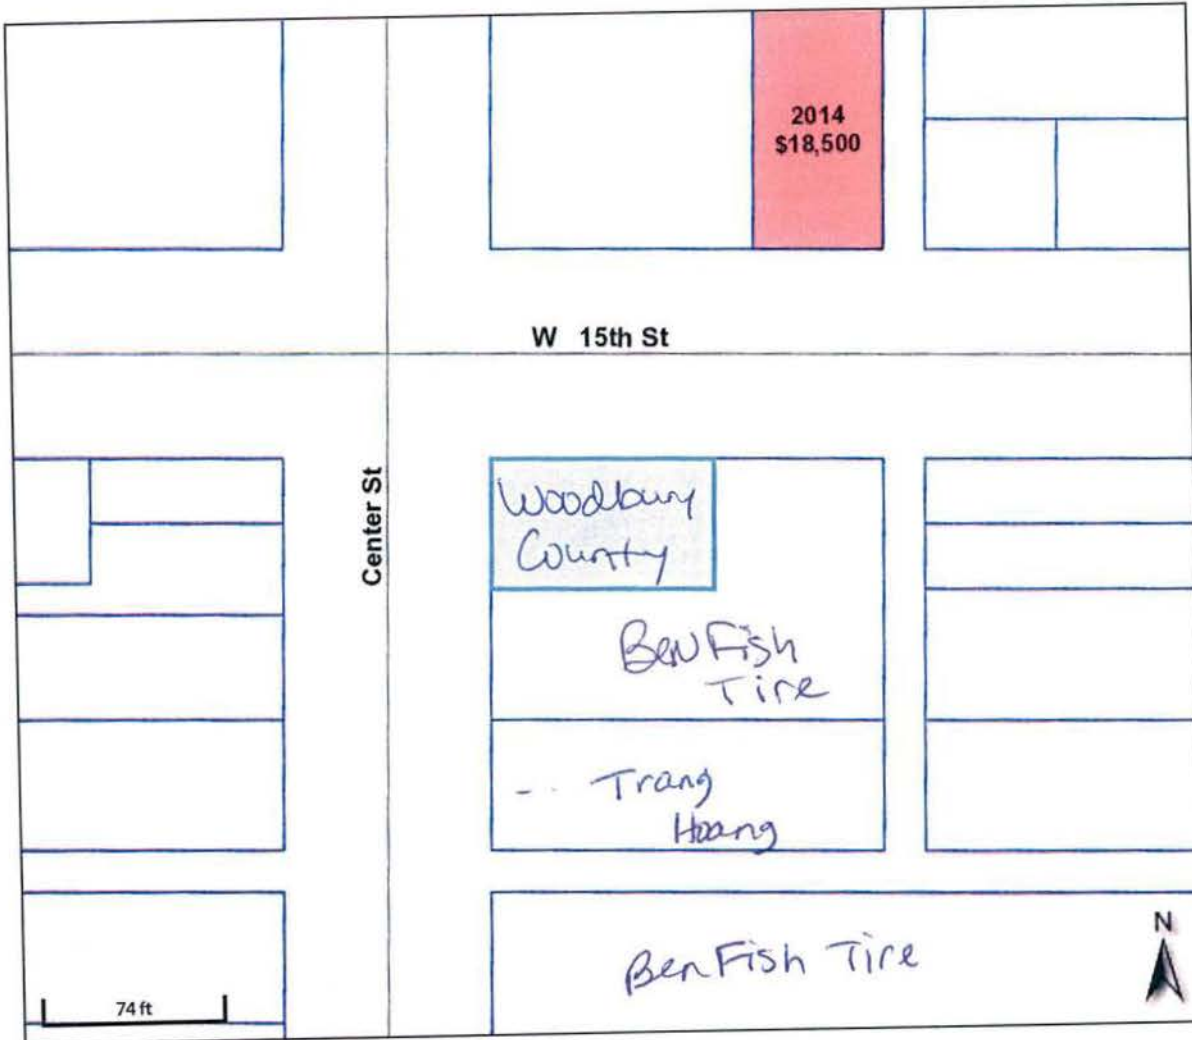 2014
$18,500
W 15th St
Center St
Woodbury
County
Ben Fish
Tire
Trang
Hoang
Ben Fish Tire
N
74 ft